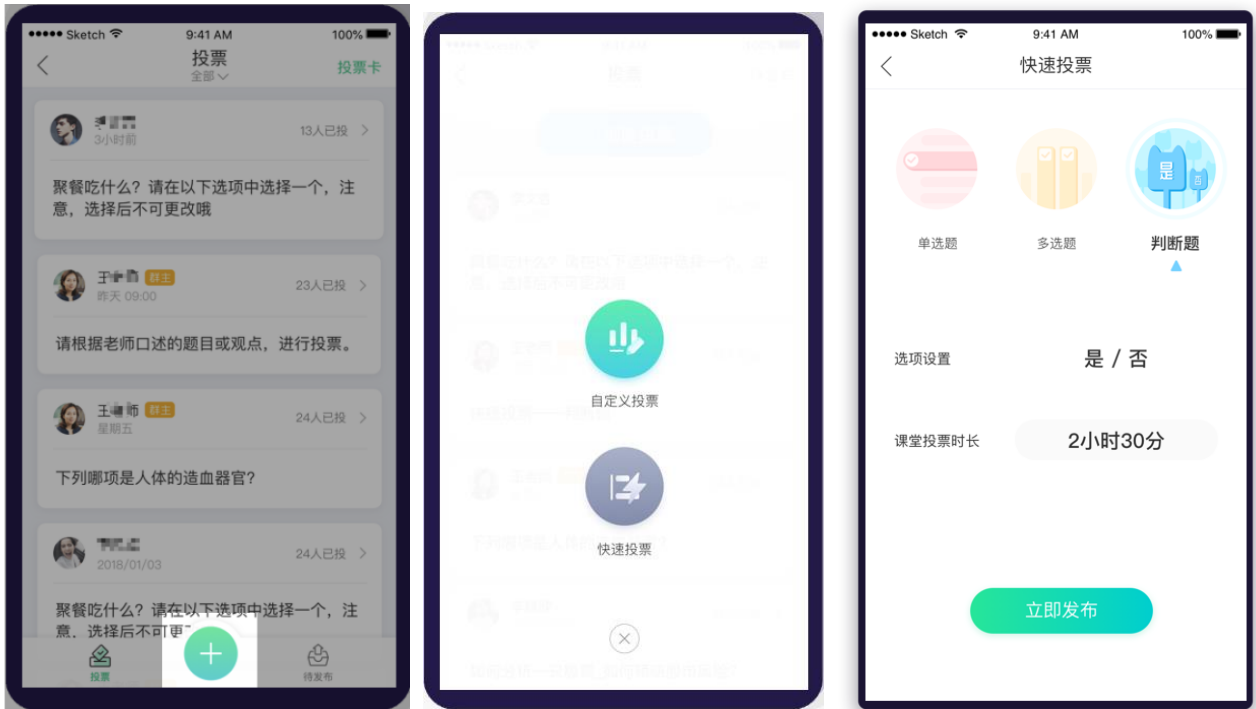 ●●●●● Sketch
9:41 AM
100%
投票
全部
投票卡
3小时前
13人已投
聚餐吃什么？请在以下选项中选择一个，注
意，选择后不可更改哦
王
群主
昨天 09:00
23人已投
请根据老师口述的题目或观点，进行投票。
王 师
群主
星期五
24人已投
下列哪项是人体的造血器官?
2018/01/03
24人已投
聚餐吃什么？请在以下选项中选择一个，注
意，选择后不可更
投票
待发布
自定义投票
快速投票
●●●●● Sketch
9:41 AM
100%
快速投票
是
否
单选题
多选题
判断题
选项设置
是 / 否
课堂投票时长
2小时30分
立即发布